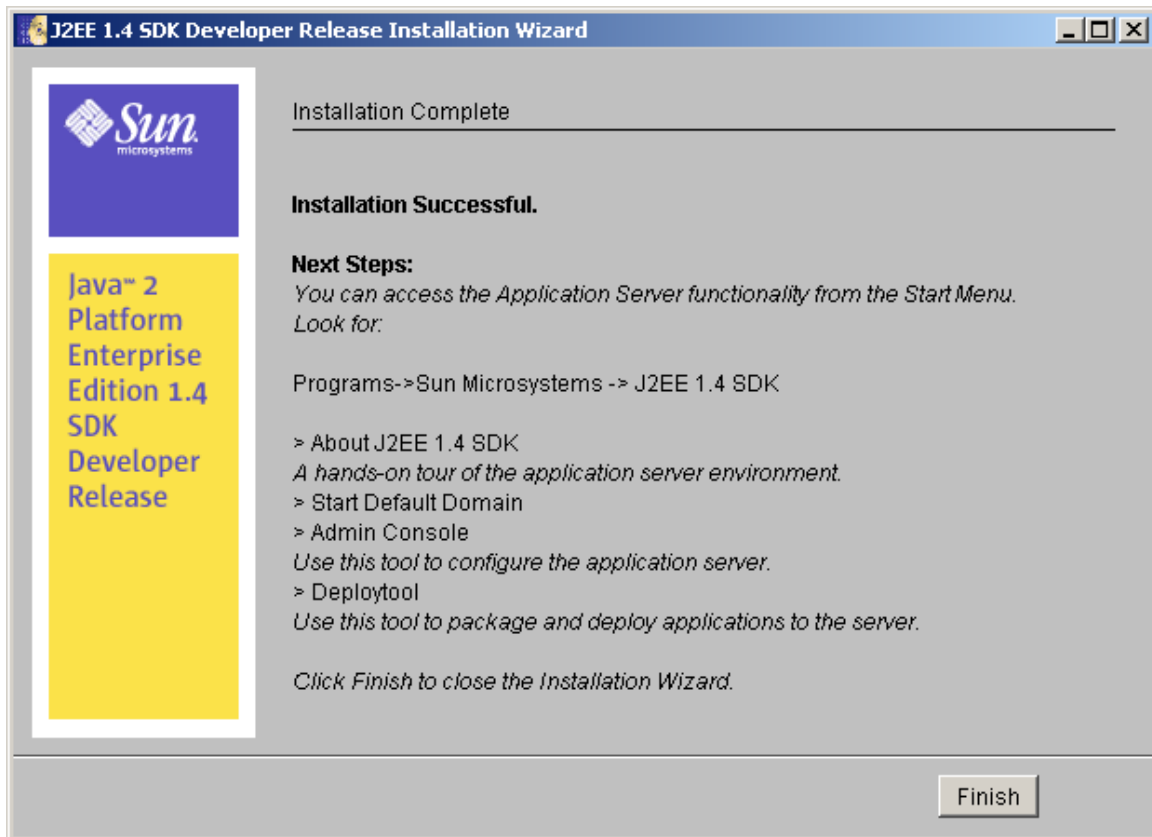 J2EE 1.4 SDK Developer Release Installation Wizard
Sun
microsystems
Java™ 2
Platform
Enterprise
Edition 1.4
SDK
Developer
Release
Installation Complete
Installation Successful.
Next Steps:
You can access the Application Server functionality from the Start Menu.
Look for:
Programs->Sun Microsystems -> J2EE 1.4 SDK
> About J2EE 1.4 SDK
A hands-on tour of the application server environment.
> Start Default Domain
> Admin Console
Use this tool to configure the application server.
> Deploytool
Use this tool to package and deploy applications to the server.
Click Finish to close the Installation Wizard.
Finish